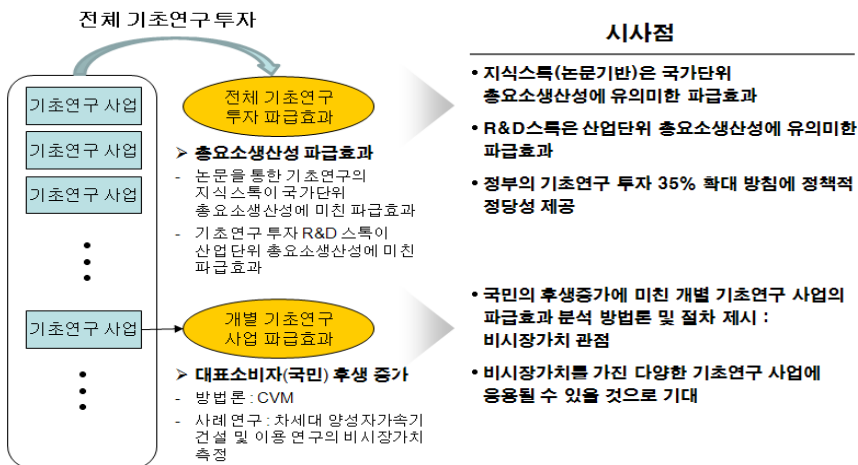 전체 기초연구 투자
기초연구 사업
기초연구 사업
기초연구 사업
기초연구 사업
전체 기초연구
투자 파급효과
➤ 총요소생산성 파급효과
- 논문을 통한 기초연구의
지식스톡이 국가단위
총요소생산성에 미친 파급효과
- 기초연구 투자 R&D 스톡이
산업단위 총요소생산성에 미친
파급효과
개별 기초연구
사업 파급효과
➤ 대표소비자(국민) 후생 증가
- 방법론 : CVM
- 사례연구 : 차세대 양성자가속기
건설 및 이용 연구의 비시장가치
측정
시사점
• 지식스톡(논문기반)은 국가단위
총요소생산성에 유의미한 파급효과
• R&D스톡은 산업단위 총요소생산성에 유의미한
파급효과
• 정부의 기초연구 투자 35% 확대 방침에 정책적
정당성 제공
• 국민의 후생증가에 미친 개별 기초연구 사업의
파급효과 분석 방법론 및 절차 제시 :
비시장가치 관점
• 비시장가치를 가진 다양한 기초연구 사업에
응용될 수 있을 것으로 기대